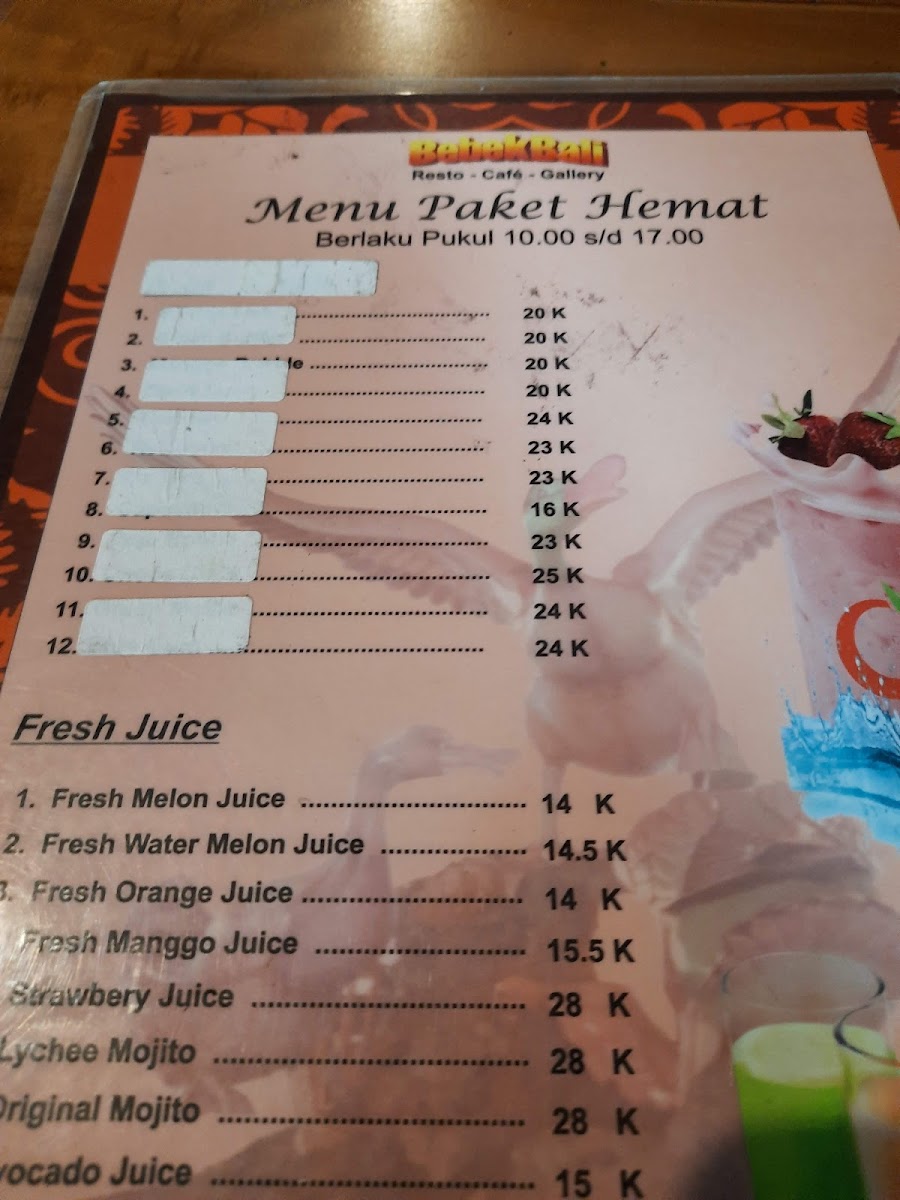 BebekBali
Resto - Café - Gallery
Menu Paket Hemat
Berlaku Pukul 10.00 s/d 17.00
1. ........................................ 20 K
2. ...................................... 20 K
3. ..................................... 20 K
4. ........................................ 20 K
5. ........................................ 24 K
6. ........................................ 23 K
7. ........................................ 23 K
8. ........................................ 16 K
9. ........................................ 23 K
10. ........................................ 25 K
11. ........................................ 24 K
12. ........................................ 24 K
Fresh Juice
1. Fresh Melon Juice ............................ 14 K
2. Fresh Water Melon Juice .................. 14.5 K
3. Fresh Orange Juice ........................... 14 K
Fresh Manggo Juice .......................... 15.5 K
Strawbery Juice ................................. 28 K
Lychee Mojito ...................................... 28 K
Original Mojito ..................................... 28 K
vocado Juice ...................................... 15 K